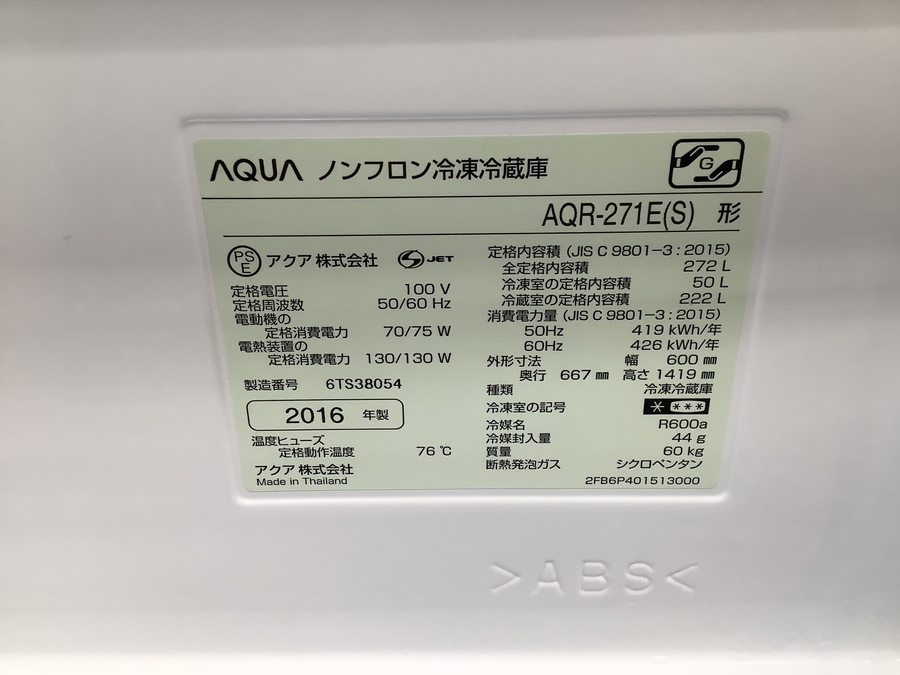 AQUA ノンフロン冷凍冷蔵庫
G
AQR-271E(S) 形
PS E アクア 株式会社 S JET
定格電圧 100 V
定格周波数 50/60 Hz
電動機の
定格消費電力 70/75 W
電熱装置の
定格消費電力 130/130 W
製造番号 6TS38054
2016 年製
温度ヒューズ
定格動作温度 76 ℃
アクア 株式会社
Made in Thailand
定格内容積 (JIS C 9801-3 : 2015)
全定格内容積 272 L
冷凍室の定格内容積 50 L
冷蔵室の定格内容積 222 L
消費電力量 (JIS C 9801-3 : 2015)
50Hz 419 kWh/年
60Hz 426 kWh/年
外形寸法 幅 600 ㎜
奥行 667 ㎜ 高さ 1419 ㎜
種類 冷凍冷蔵庫
冷凍室の記号 * ***
冷媒名 R600a
冷媒封入量 44 g
質量 60 kg
断熱発泡ガス シクロペンタン
2FB6P401513000
>ABS<